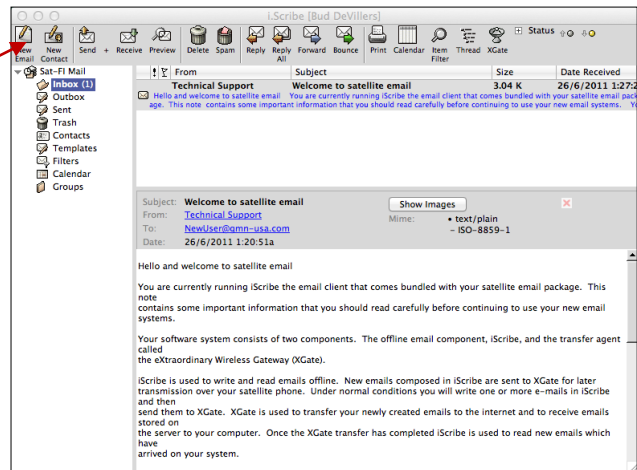 i.Scribe [Bud DeVillers]
New Email
New Contact
Send
+
Receive
Preview
Delete
Spam
Reply
Reply All
Forward
Bounce
Print
Calendar
Item Filter
Thread
XGate
Status
Sat-FI Mail
Inbox (1)
Outbox
Sent
Trash
Contacts
Templates
Filters
Calendar
Groups
! From Subject Size Date Received
Technical Support Welcome to satellite email 3.04 K 26/6/2011 1:27:2
Hello and welcome to satellite email You are currently running iScribe the email client that comes bundled with your satellite email pack
age. This note contains some important information that you should read carefully before continuing to use your new email systems. Yo
Subject: Welcome to satellite email
From: Technical Support
To: NewUser@gmn-usa.com
Date: 26/6/2011 1:20:51a
Show Images
Mime: • text/plain
– ISO-8859-1
Hello and welcome to satellite email
You are currently running iScribe the email client that comes bundled with your satellite email package. This
note
contains some important information that you should read carefully before continuing to use your new email
systems.
Your software system consists of two components. The offline email component, iScribe, and the transfer agent
called
the eXtraordinary Wireless Gateway (XGate).
iScribe is used to write and read emails offline. New emails composed in iScribe are sent to XGate for later
transmission over your satellite phone. Under normal conditions you will write one or more e-mails in iScribe
and then
send them to XGate. XGate is used to transfer your newly created emails to the internet and to receive emails
stored on
the server to your computer. Once the XGate transfer has completed iScribe is used to read new emails which
have
arrived on your system.